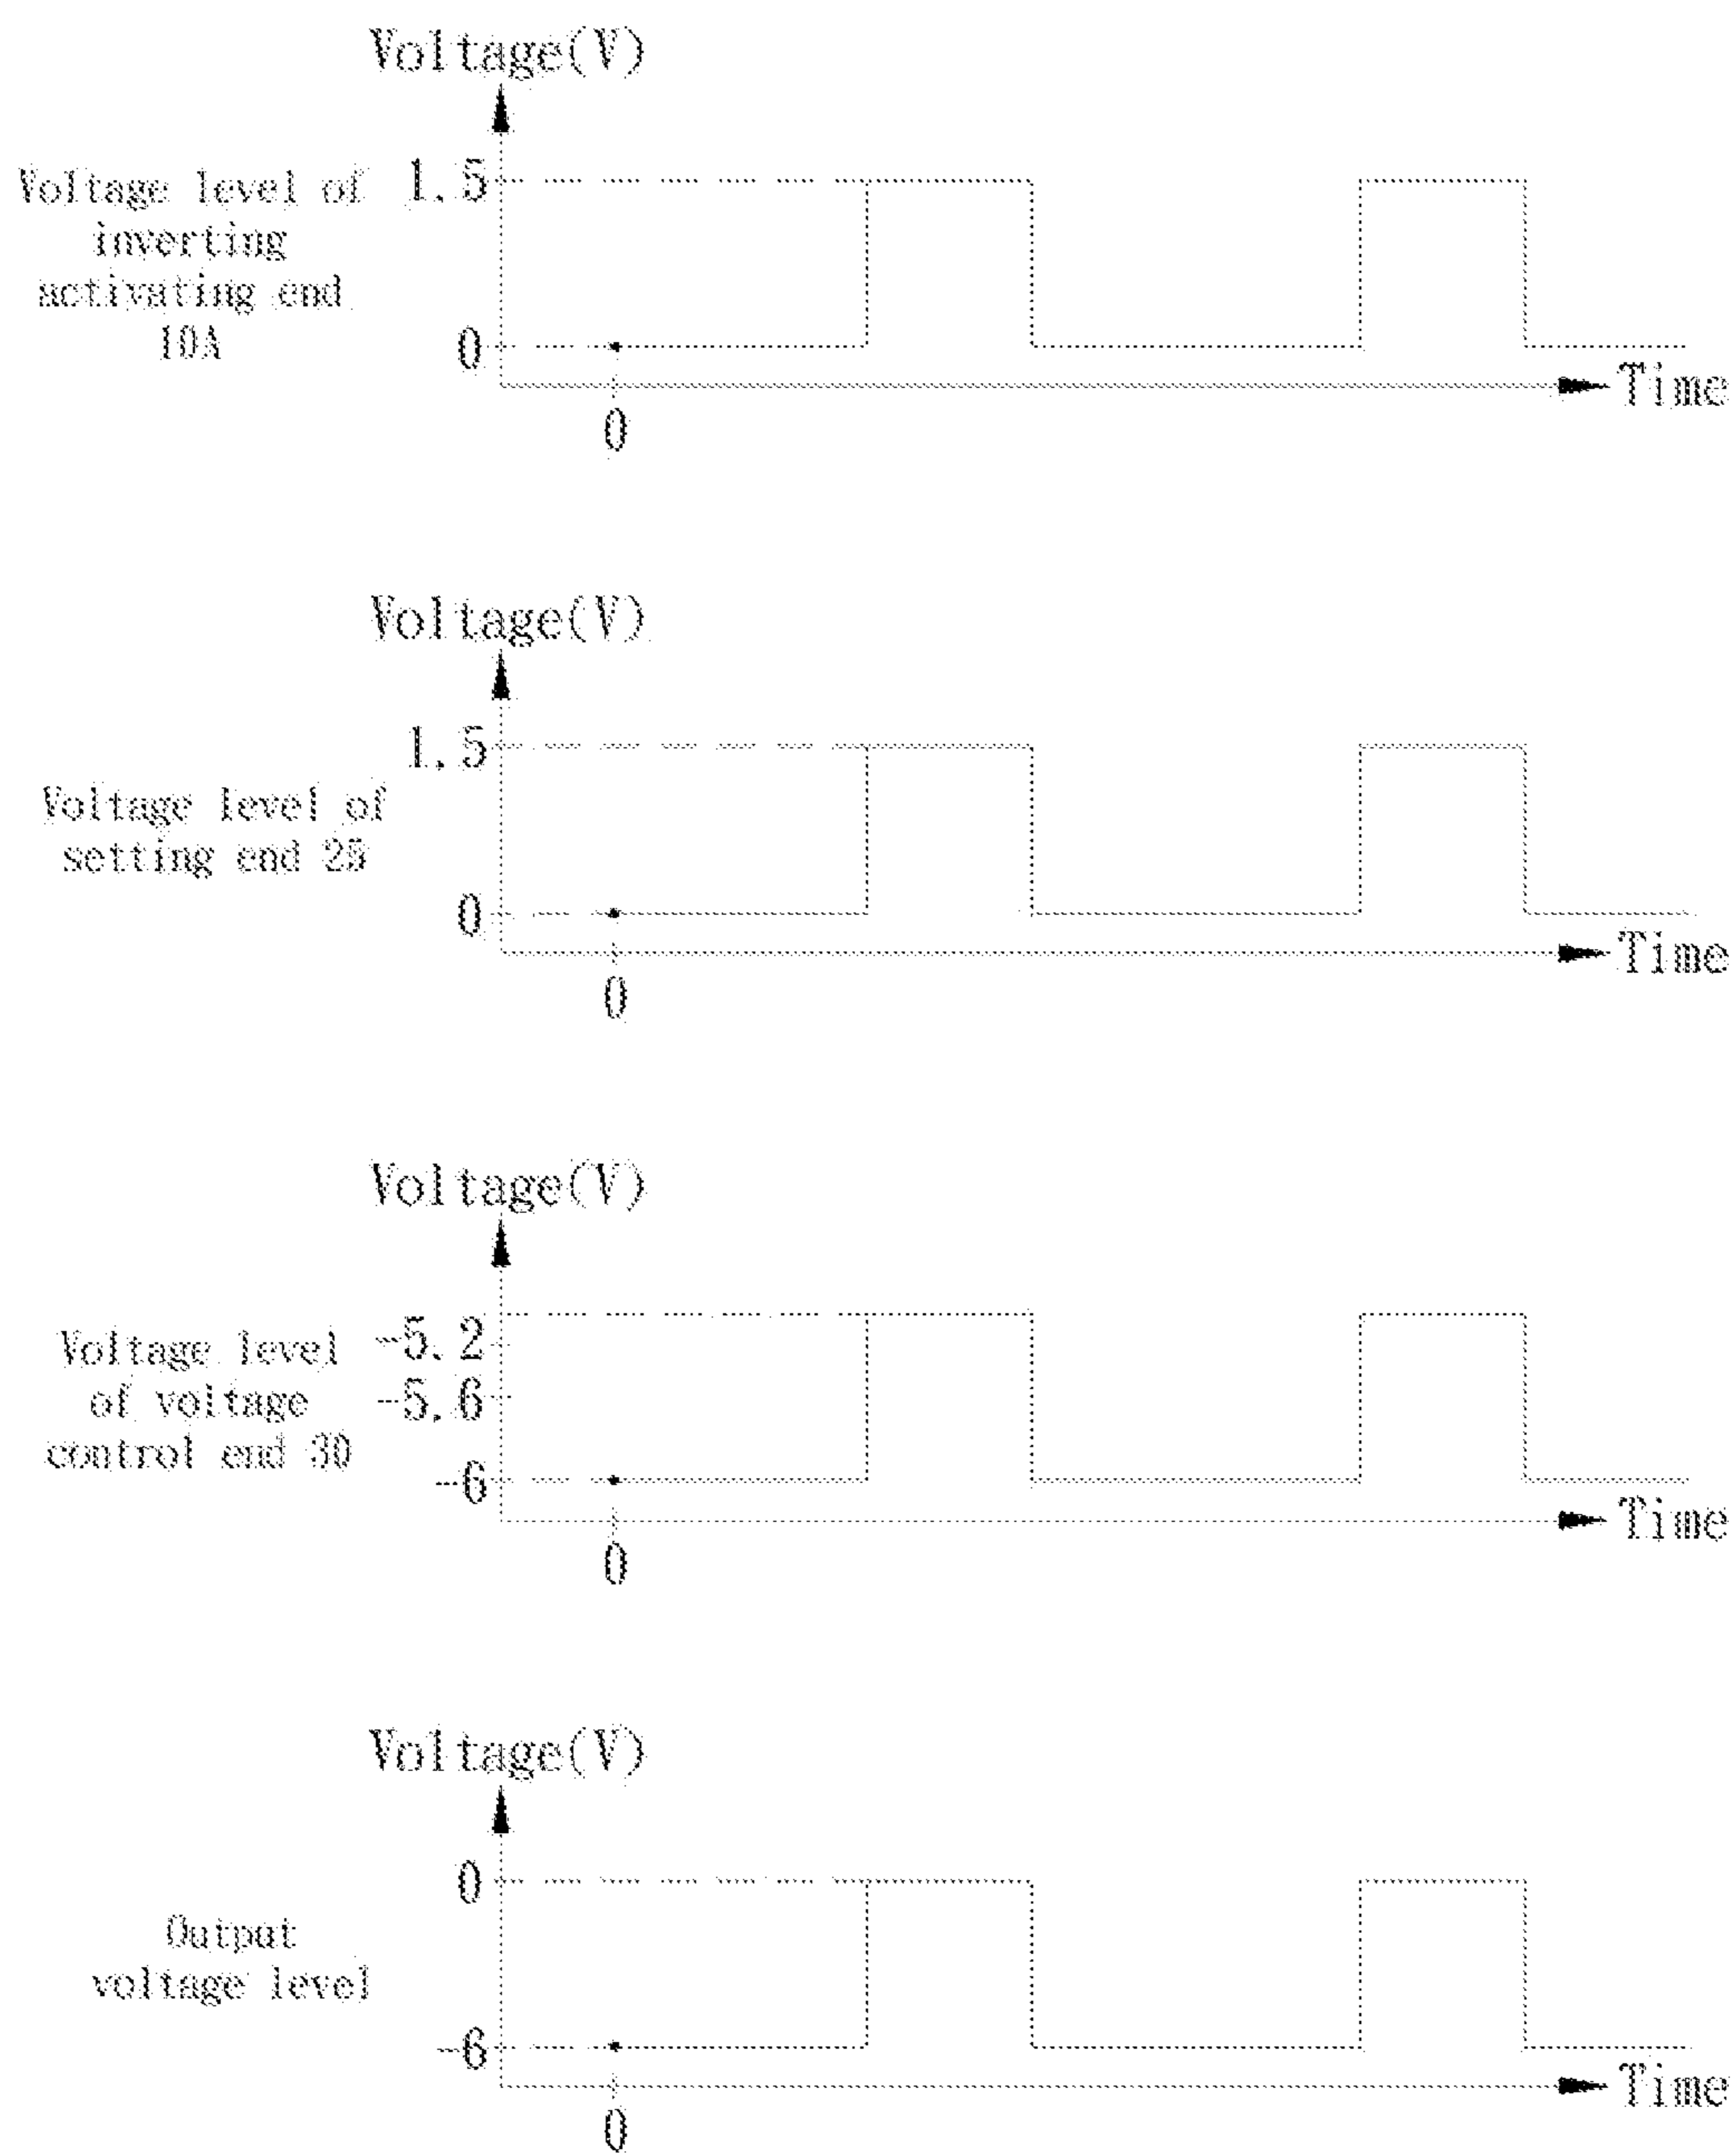 Voltage(V)
1.5
Voltage level of
inverting
activating end
10A
0
Time
0
Voltage(V)
1.5
Voltage level of
setting end 25
0
Time
0
Voltage(V)
-5.2
Voltage level
of voltage
control end 30
-5.6
-6
Time
0
Voltage(V)
0
Output
voltage level
-6
Time
0